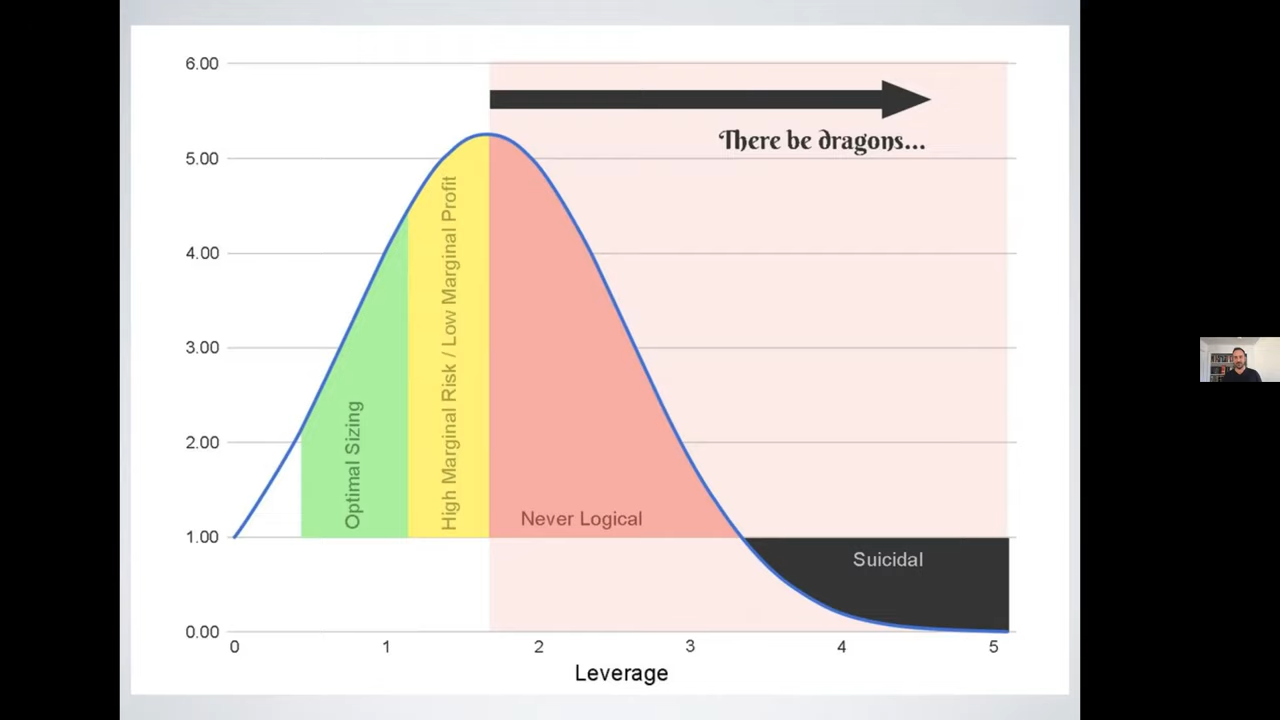 6.00
There be dragons...
5.00
4.00
3.00
2.00
1.00
0.00
Optimal Sizing
High Marginal Risk / Low Marginal Profit
Never Logical
Suicidal
0 1 2 3 4 5
Leverage